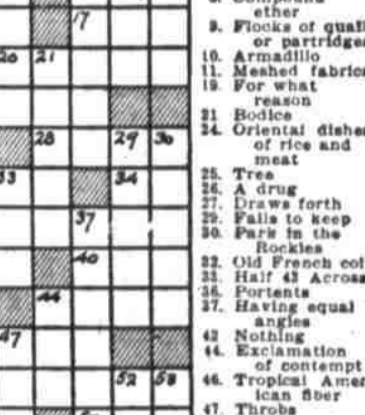 17
20 21
28 29 30
33 34
37
40
44
47
52 53
ether
9. Flocks of quail
or partridges
10. Armadillo
11. Meshed fabric
19. For what
reason
21 Bodice
24. Oriental dishes
of rice and
meat
25. Tree
26. A drug
27. Draws forth
29. Fails to keep
30. Park in the
Rockies
32. Old French
33. Half 43 Across
36. Portents
37. Having equal
angles
42 Nothing
44. Exclamation
of contempt
46. Tropical Amer
ican fiber
47. Throbs